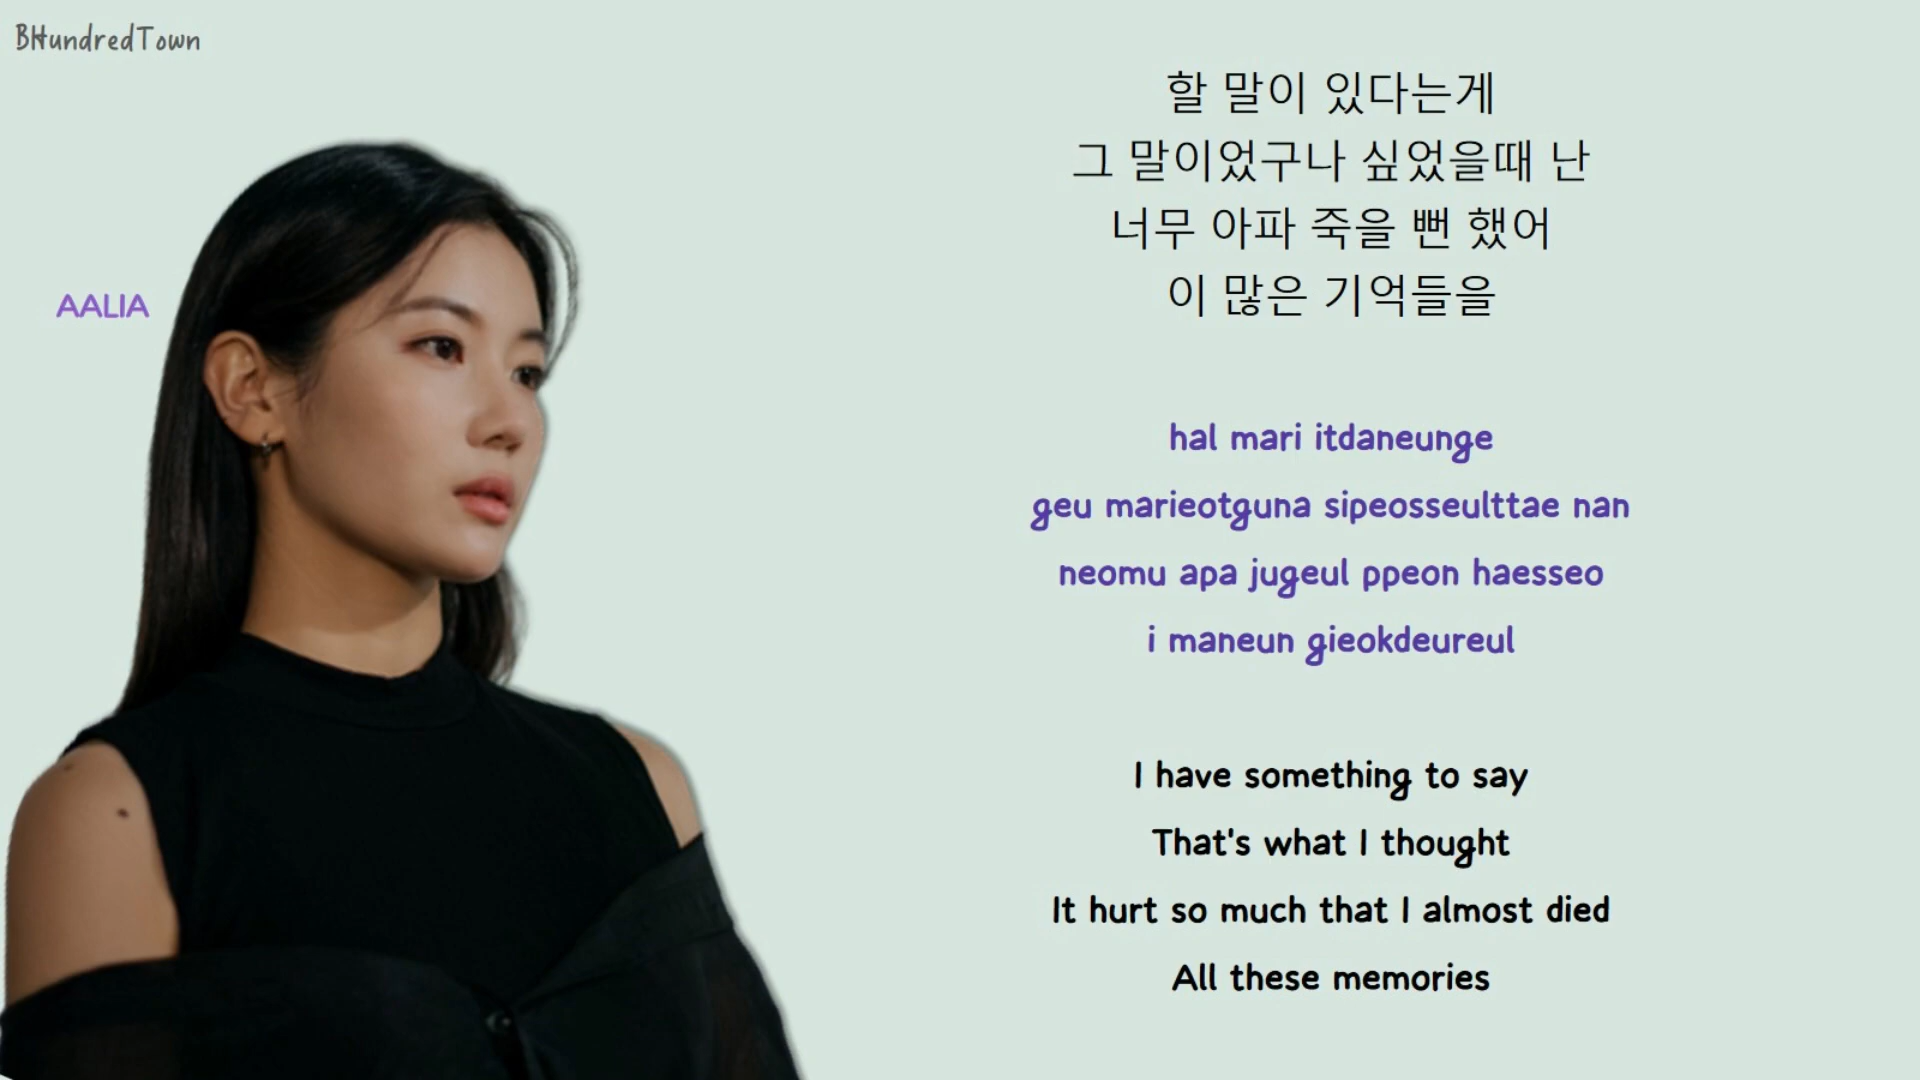 BHundredTown
AALIA
할 말이 있다는게
그 말이었구나 싶었을때 난
너무 아파 죽을 뻔 했어
이 많은 기억들을
hal mari itdaneunge
geu marieotguna sipeosseulttae nan
neomu apa jugeul ppeon haesseo
i maneun gieokdeureul
I have something to say
That's what I thought
It hurt so much that I almost died
All these memories